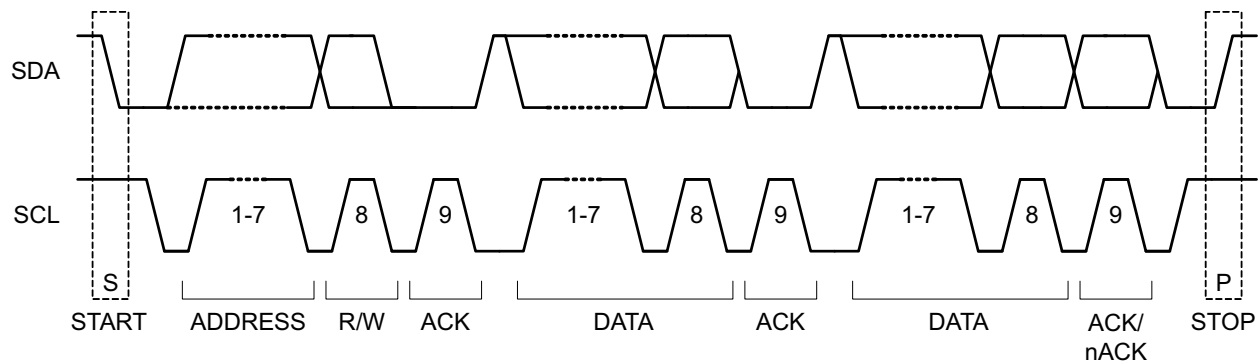 SDA
SCL
1-7 8 9 1-7 8 9 1-7 8 9
S P
START ADDRESS R/W ACK DATA ACK DATA ACK/ STOP
nACK